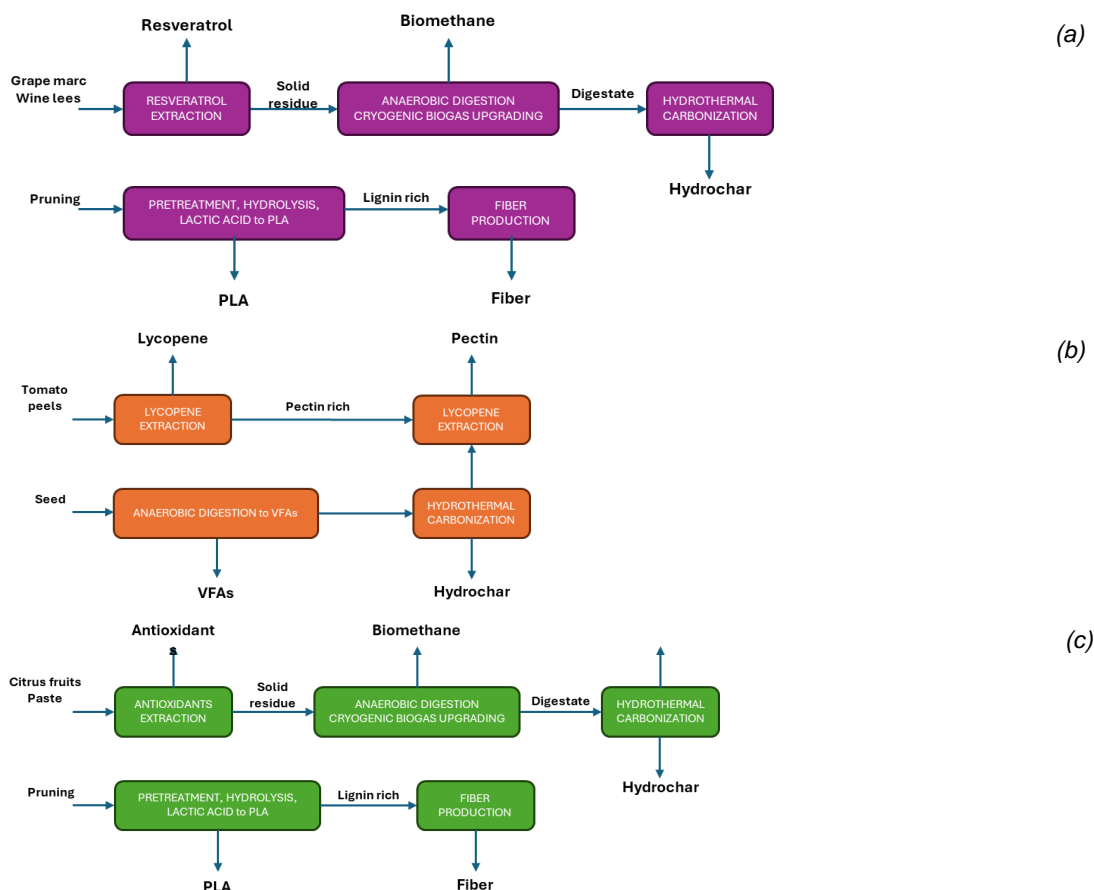 Resveratrol
Biomethane
(a)
Grape marc
Wine lees
Solid
residue
Digestate
RESVERATROL
EXTRACTION
ANAEROBIC DIGESTION
CRYOGENIC BIOGAS UPGRADING
HYDROTHERMAL
CARBONIZATION
Hydrochar
Pruning
PRETREATMENT, HYDROLYSIS,
LACTIC ACID to PLA
Lignin rich
FIBER
PRODUCTION
PLA
Fiber
Lycopene
Pectin
(b)
Tomato
peels
LYCOPENE
EXTRACTION
Pectin rich
LYCOPENE
EXTRACTION
Seed
ANAEROBIC DIGESTION to VFAs
HYDROTHERMAL
CARBONIZATION
VFAs
Hydrochar
Antioxidant
s
Biomethane
(c)
Citrus fruits
Paste
Solid
residue
Digestate
ANTIOXIDANTS
EXTRACTION
ANAEROBIC DIGESTION
CRYOGENIC BIOGAS UPGRADING
HYDROTHERMAL
CARBONIZATION
Hydrochar
Pruning
PRETREATMENT, HYDROLYSIS,
LACTIC ACID to PLA
Lignin rich
FIBER
PRODUCTION
PLA
Fiber